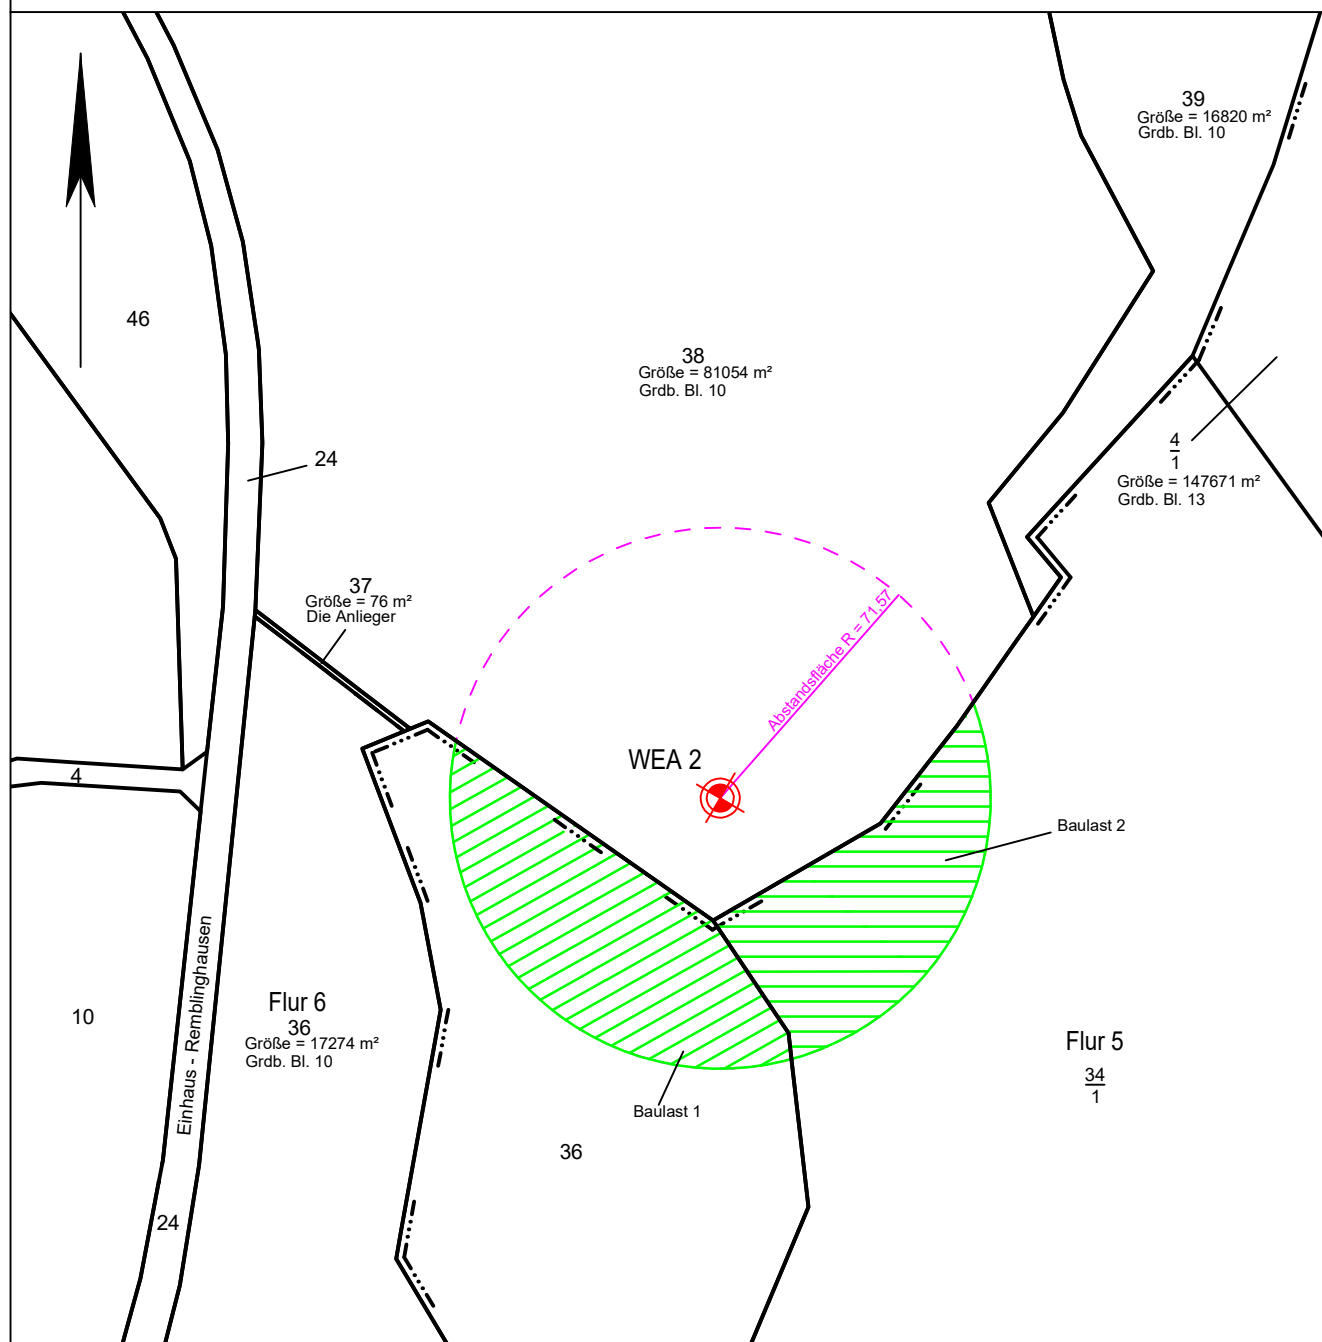 39
Größe = 16820 m²
Grdb. Bl. 10
46
38
Größe = 81054 m²
Grdb. Bl. 10
24
4
1
Größe = 147671 m²
Grdb. Bl. 13
37
Größe = 76 m²
Die Anlieger
Abstandsfläche R = 71,57
WEA 2
4
Baulast 2
Einhaus - Remblinghausen
Flur 6
36
Größe = 17274 m²
Grdb. Bl. 10
10
Flur 5
34
1
Baulast 1
36
24